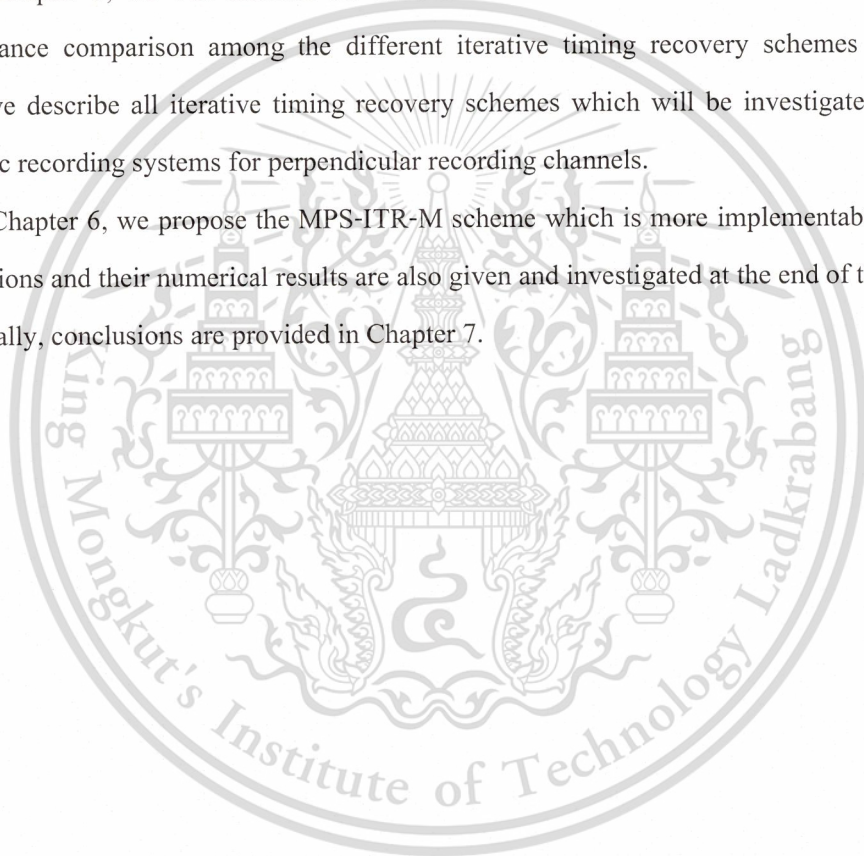 ance comparison among the different iterative timing recovery schemes
e describe all iterative timing recovery schemes which will be investigate
c recording systems for perpendicular recording channels.
Chapter 6, we propose the MPS-ITR-M scheme which is more implementab
ions and their numerical results are also given and investigated at the end of t
ally, conclusions are provided in Chapter 7.
King Mongkut's Institute of Technology Ladkrabang